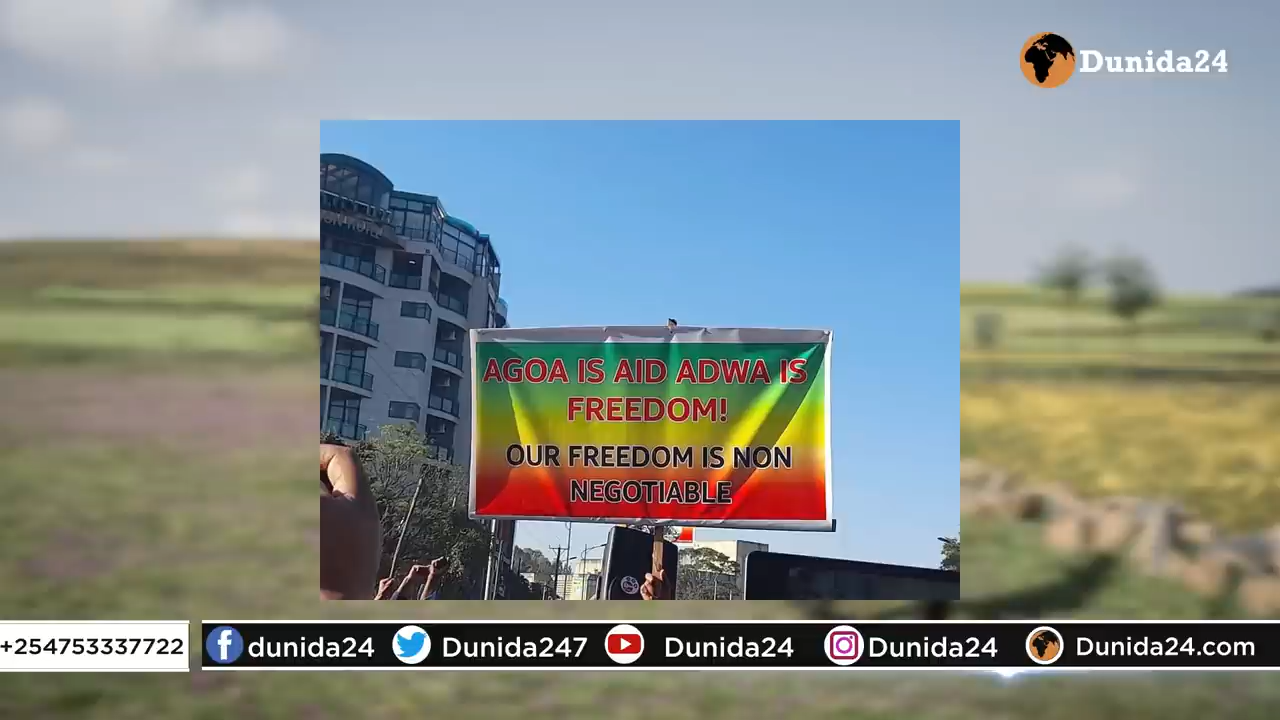 Dunida24
AGOA IS AID ADWA IS
FREEDOM!
OUR FREEDOM IS NON
NEGOTIABLE
+254753337722
dunida24
Dunida247
Dunida24
Dunida24
Dunida24.com